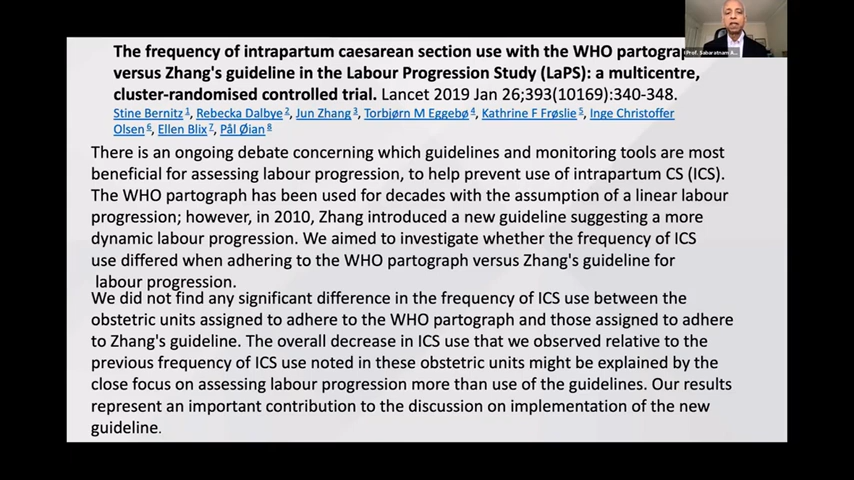 The frequency of intrapartum caesarean section use with the WHO partograp
versus Zhang's guideline in the Labour Progression Study (LaPS): a multicentre,
cluster-randomised controlled trial. Lancet 2019 Jan 26;393(10169):340-348.
Stine Bernitz 1, Rebecka Dalbye 2, Jun Zhang 3, Torbjørn M Eggebø 4, Kathrine F Frøslie 5, Inge Christoffer
Olsen 6, Ellen Blix 7, Pål Øian 8
There is an ongoing debate concerning which guidelines and monitoring tools are most
beneficial for assessing labour progression, to help prevent use of intrapartum CS (ICS).
The WHO partograph has been used for decades with the assumption of a linear labour
progression; however, in 2010, Zhang introduced a new guideline suggesting a more
dynamic labour progression. We aimed to investigate whether the frequency of ICS
use differed when adhering to the WHO partograph versus Zhang's guideline for
labour progression.
We did not find any significant difference in the frequency of ICS use between the
obstetric units assigned to adhere to the WHO partograph and those assigned to adhere
to Zhang's guideline. The overall decrease in ICS use that we observed relative to the
previous frequency of ICS use noted in these obstetric units might be explained by the
close focus on assessing labour progression more than use of the guidelines. Our results
represent an important contribution to the discussion on implementation of the new
guideline.
Prof. Sabaratnam A...